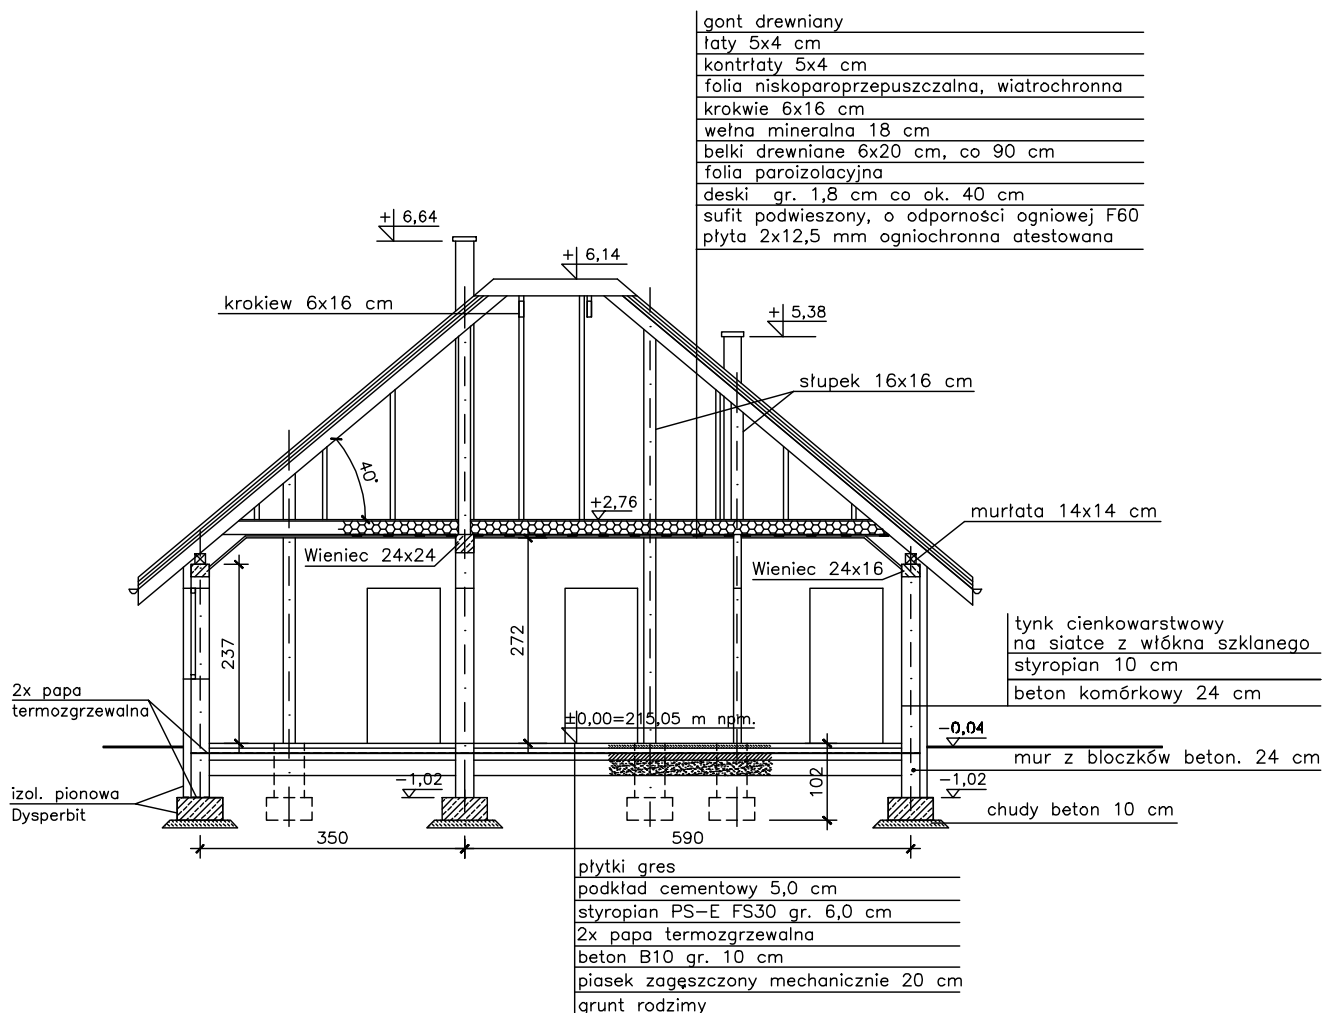 gont drewniany
łaty 5x4 cm
kontrłaty 5x4 cm
folia niskoparoprzepuszczalna, wiatrochronna
krokwie 6x16 cm
wełna mineralna 18 cm
belki drewniane 6x20 cm, co 90 cm
folia paroizolacyjna
deski gr. 1,8 cm co ok. 40 cm
sufit podwieszony, o odporności ogniowej F60
płyta 2x12,5 mm ogniochronna atestowana
+ 6,64
+ 6,14
krokiew 6x16 cm
+ 5,38
słupek 16x16 cm
40°
+2,76
murłata 14x14 cm
Wieniec 24x24
Wieniec 24x16
237
272
tynk cienkowarstwowy
na siatce z włókna szklanego
styropian 10 cm
beton komórkowy 24 cm
2x papa
termozgrzewalna
±0,00=215,05 m npm.
-0,04
mur z bloczków beton. 24 cm
-1,02
102
-1,02
izol. pionowa
Dysperbit
chudy beton 10 cm
350
590
płytki gres
podkład cementowy 5,0 cm
styropian PS-E FS30 gr. 6,0 cm
2x papa termozgrzewalna
beton B10 gr. 10 cm
piasek zagęszczony mechanicznie 20 cm
grunt rodzimy